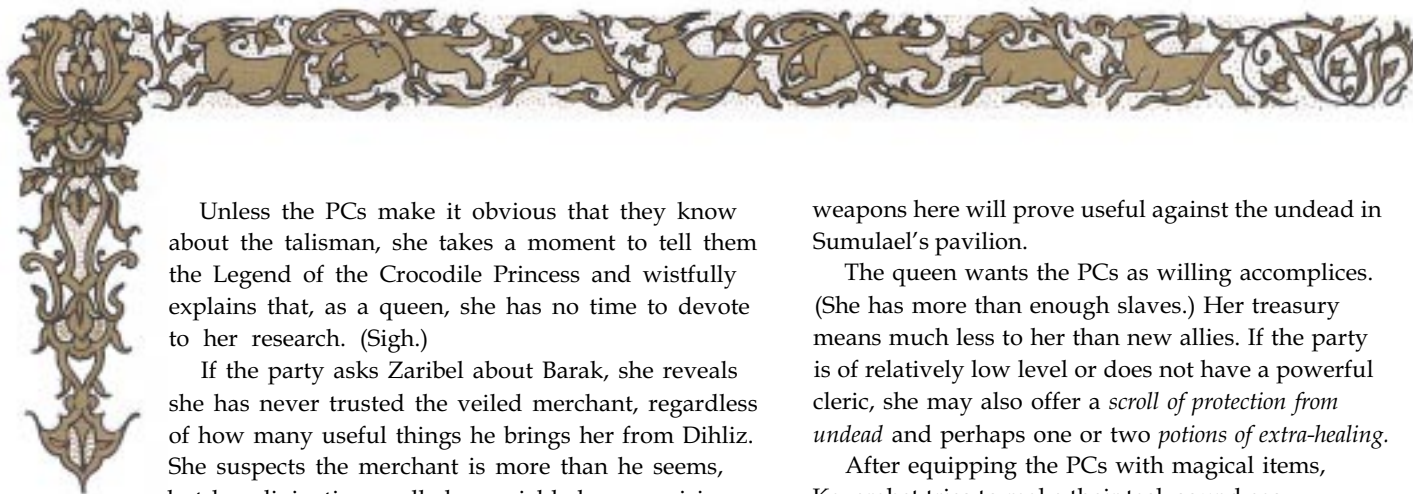 Unless the PCs make it obvious that they know
about the talisman, she takes a moment to tell them
the Legend of the Crocodile Princess and wistfully
explains that, as a queen, she has no time to devote
to her research. (Sigh.)
If the party asks Zaribel about Barak, she reveals
she has never trusted the veiled merchant, regardless
of how many useful things he brings her from Dihliz.
She suspects the merchant is more than he seems,
weapons here will prove useful against the undead in
Sumulael's pavilion.
The queen wants the PCs as willing accomplices.
(She has more than enough slaves.) Her treasury
means much less to her than new allies. If the party
is of relatively low level or does not have a powerful
cleric, she may also offer a scroll of protection from
undead and perhaps one or two potions of extra-healing.
After equipping the PCs with magical items,